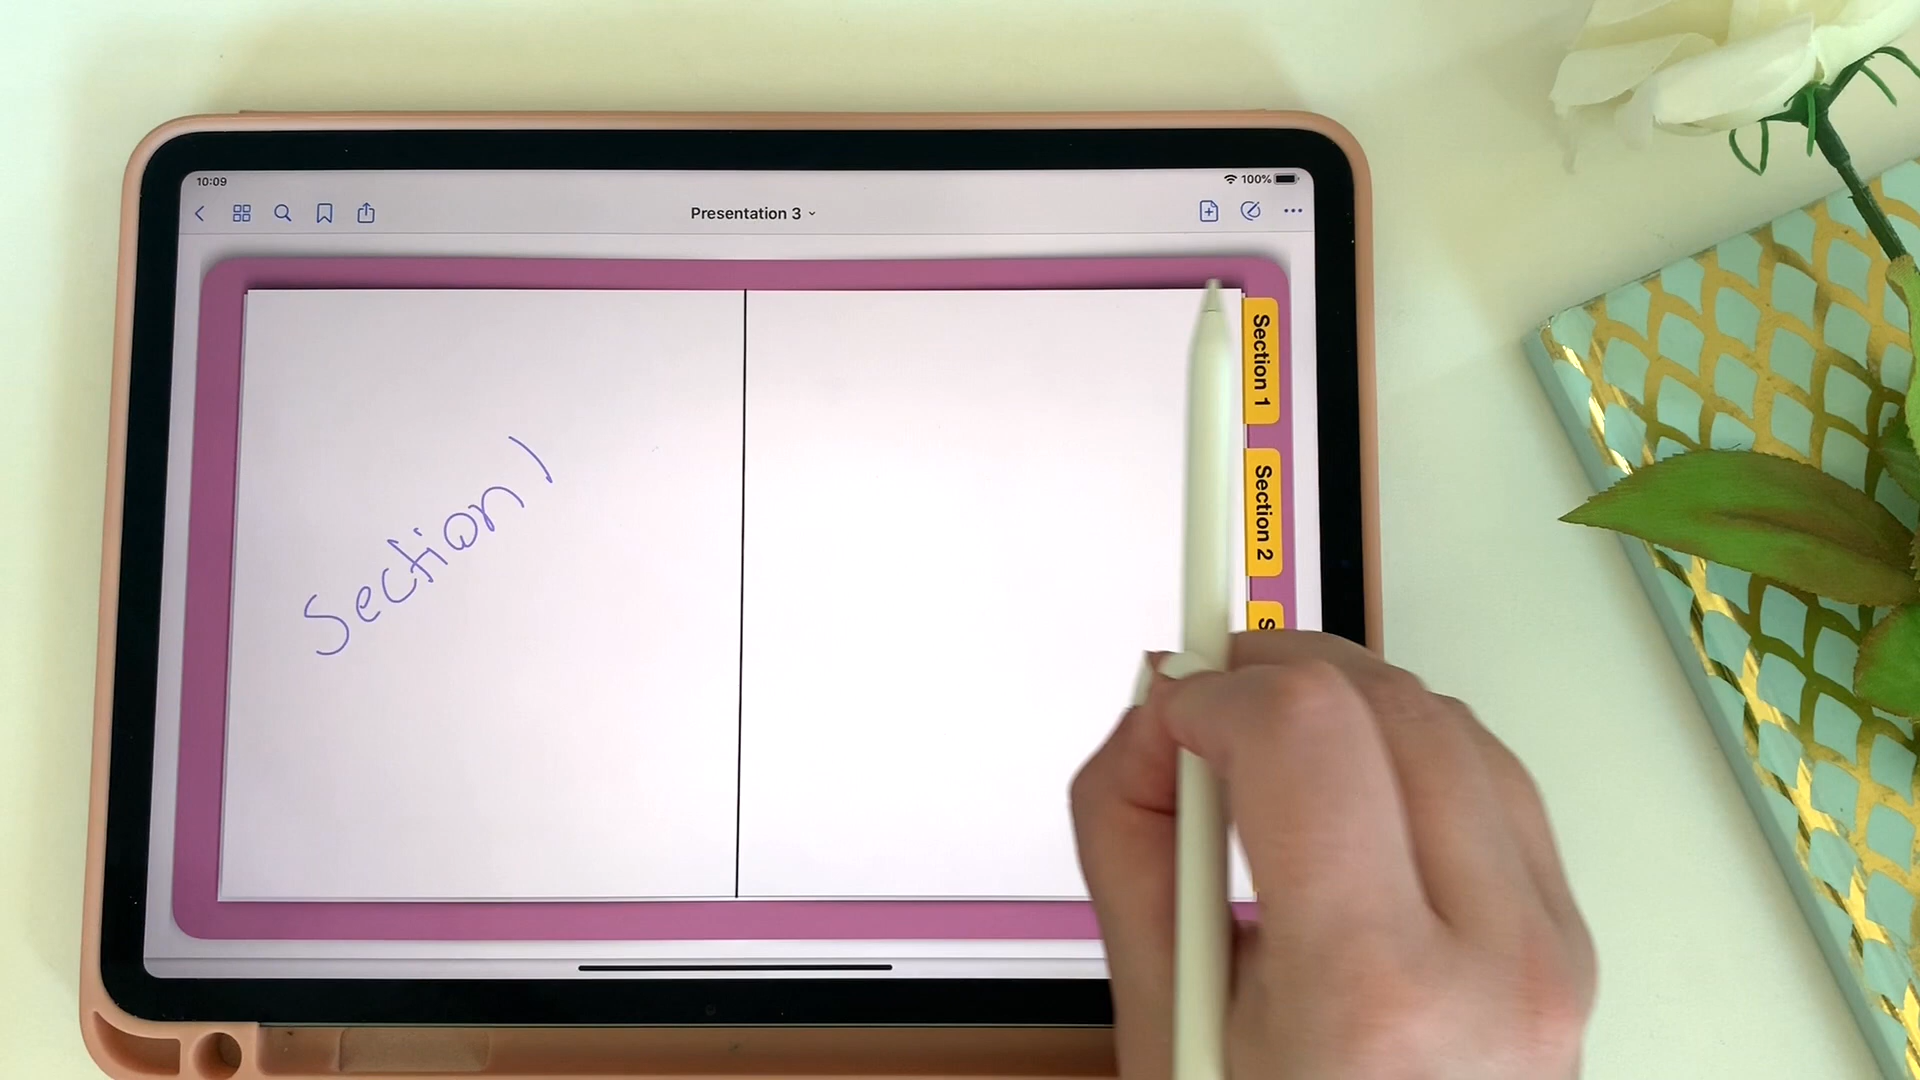 10:09
100%
Presentation 3
Section 1
Section 1
Section 2
S